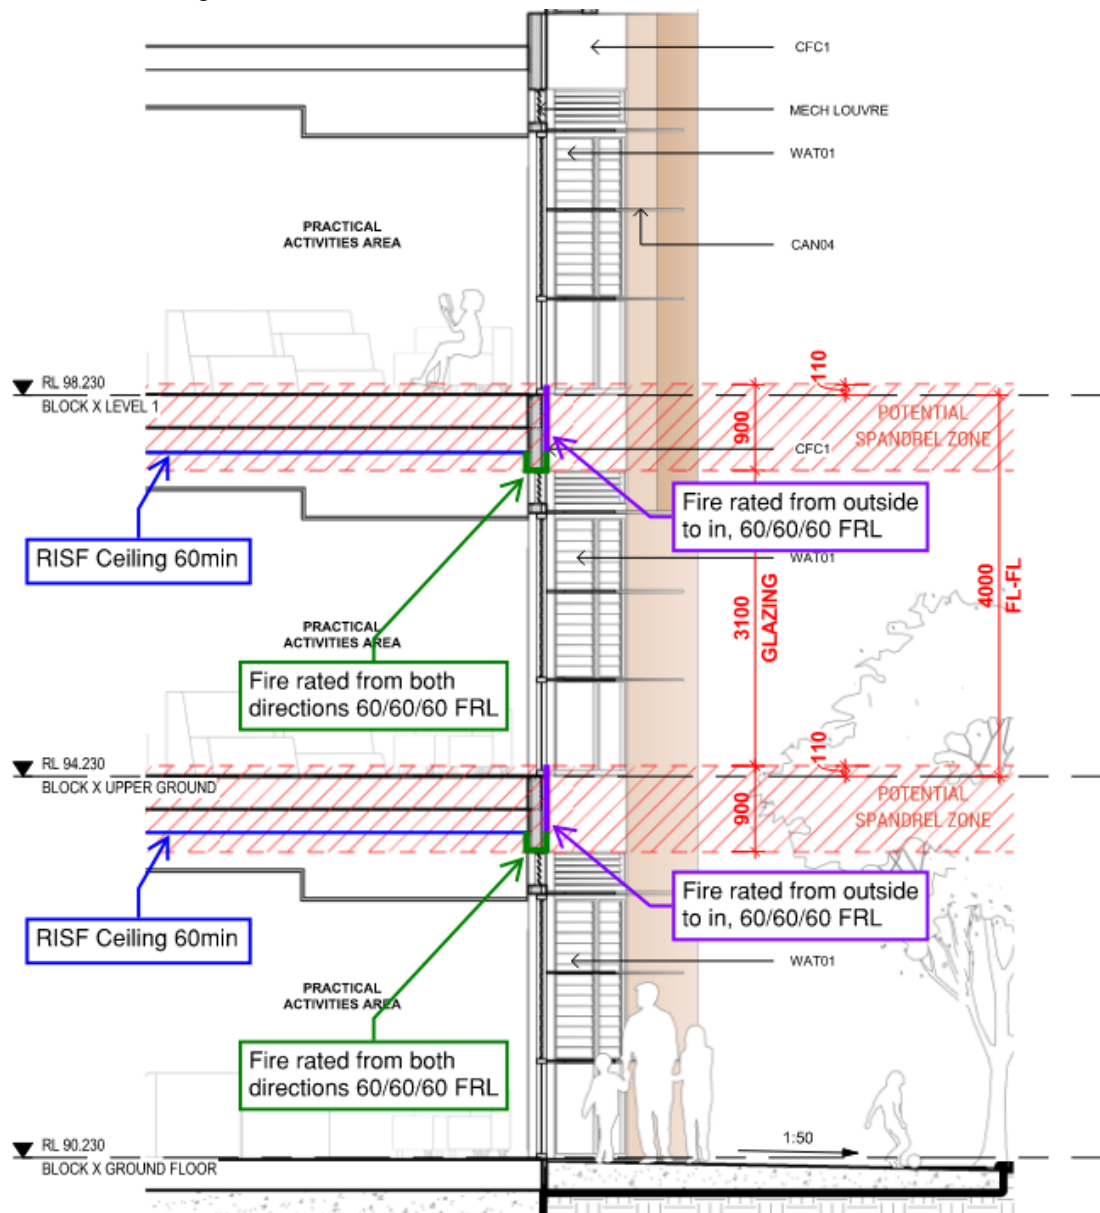 CFC1
MECH LOUVRE
WAT01
PRACTICAL
ACTIVITIES AREA
CAN04
RL 98.230
BLOCK X LEVEL 1
110
900
POTENTIAL
SPANDREL ZONE
CFC1
Fire rated from outside
to in, 60/60/60 FRL
RISF Ceiling 60min
WAT01
3100
GLAZING
4000
FL-FL
PRACTICAL
ACTIVITIES AREA
Fire rated from both
directions 60/60/60 FRL
RL 94.230
BLOCK X UPPER GROUND
110
900
POTENTIAL
SPANDREL ZONE
Fire rated from outside
to in, 60/60/60 FRL
RISF Ceiling 60min
WAT01
PRACTICAL
ACTIVITIES AREA
Fire rated from both
directions 60/60/60 FRL
RL 90.230
BLOCK X GROUND FLOOR
1:50